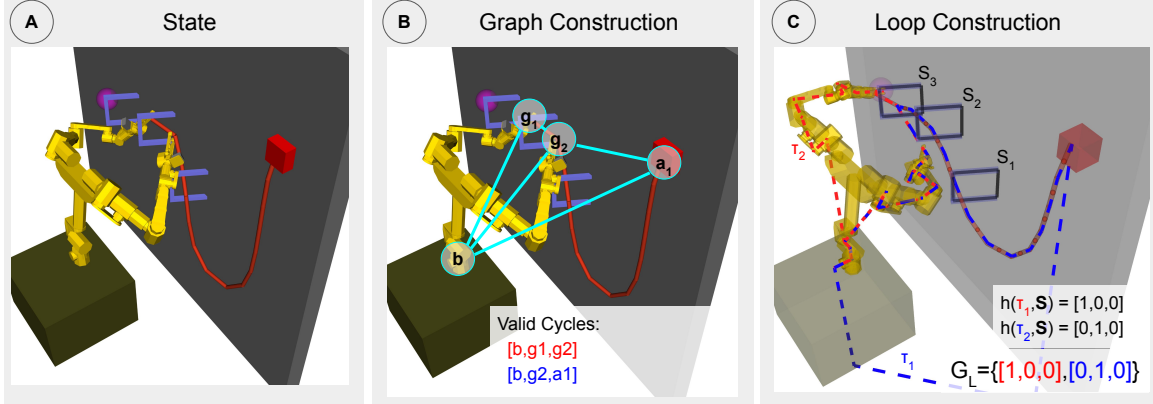 A
State
B
Graph Construction
g1
g2
a1
b
Valid Cycles:
[b,g1,g2]
[b,g2,a1]
C
Loop Construction
S3
S2
S1
τ2
τ1
h(τ1,S) = [1,0,0]
h(τ2,S) = [0,1,0]
GL={[1,0,0],[0,1,0]}